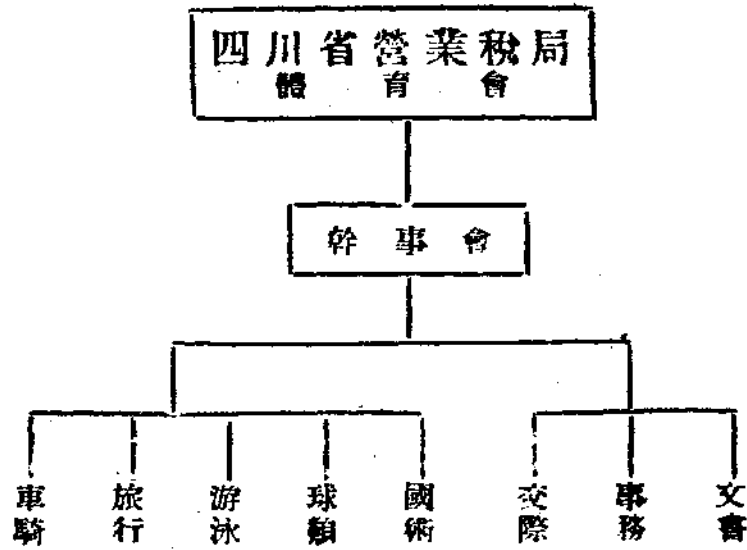 四川省營業稅局
體育會
幹事會
文書
事務
交際
國術
球類
游泳
旅行
車騎